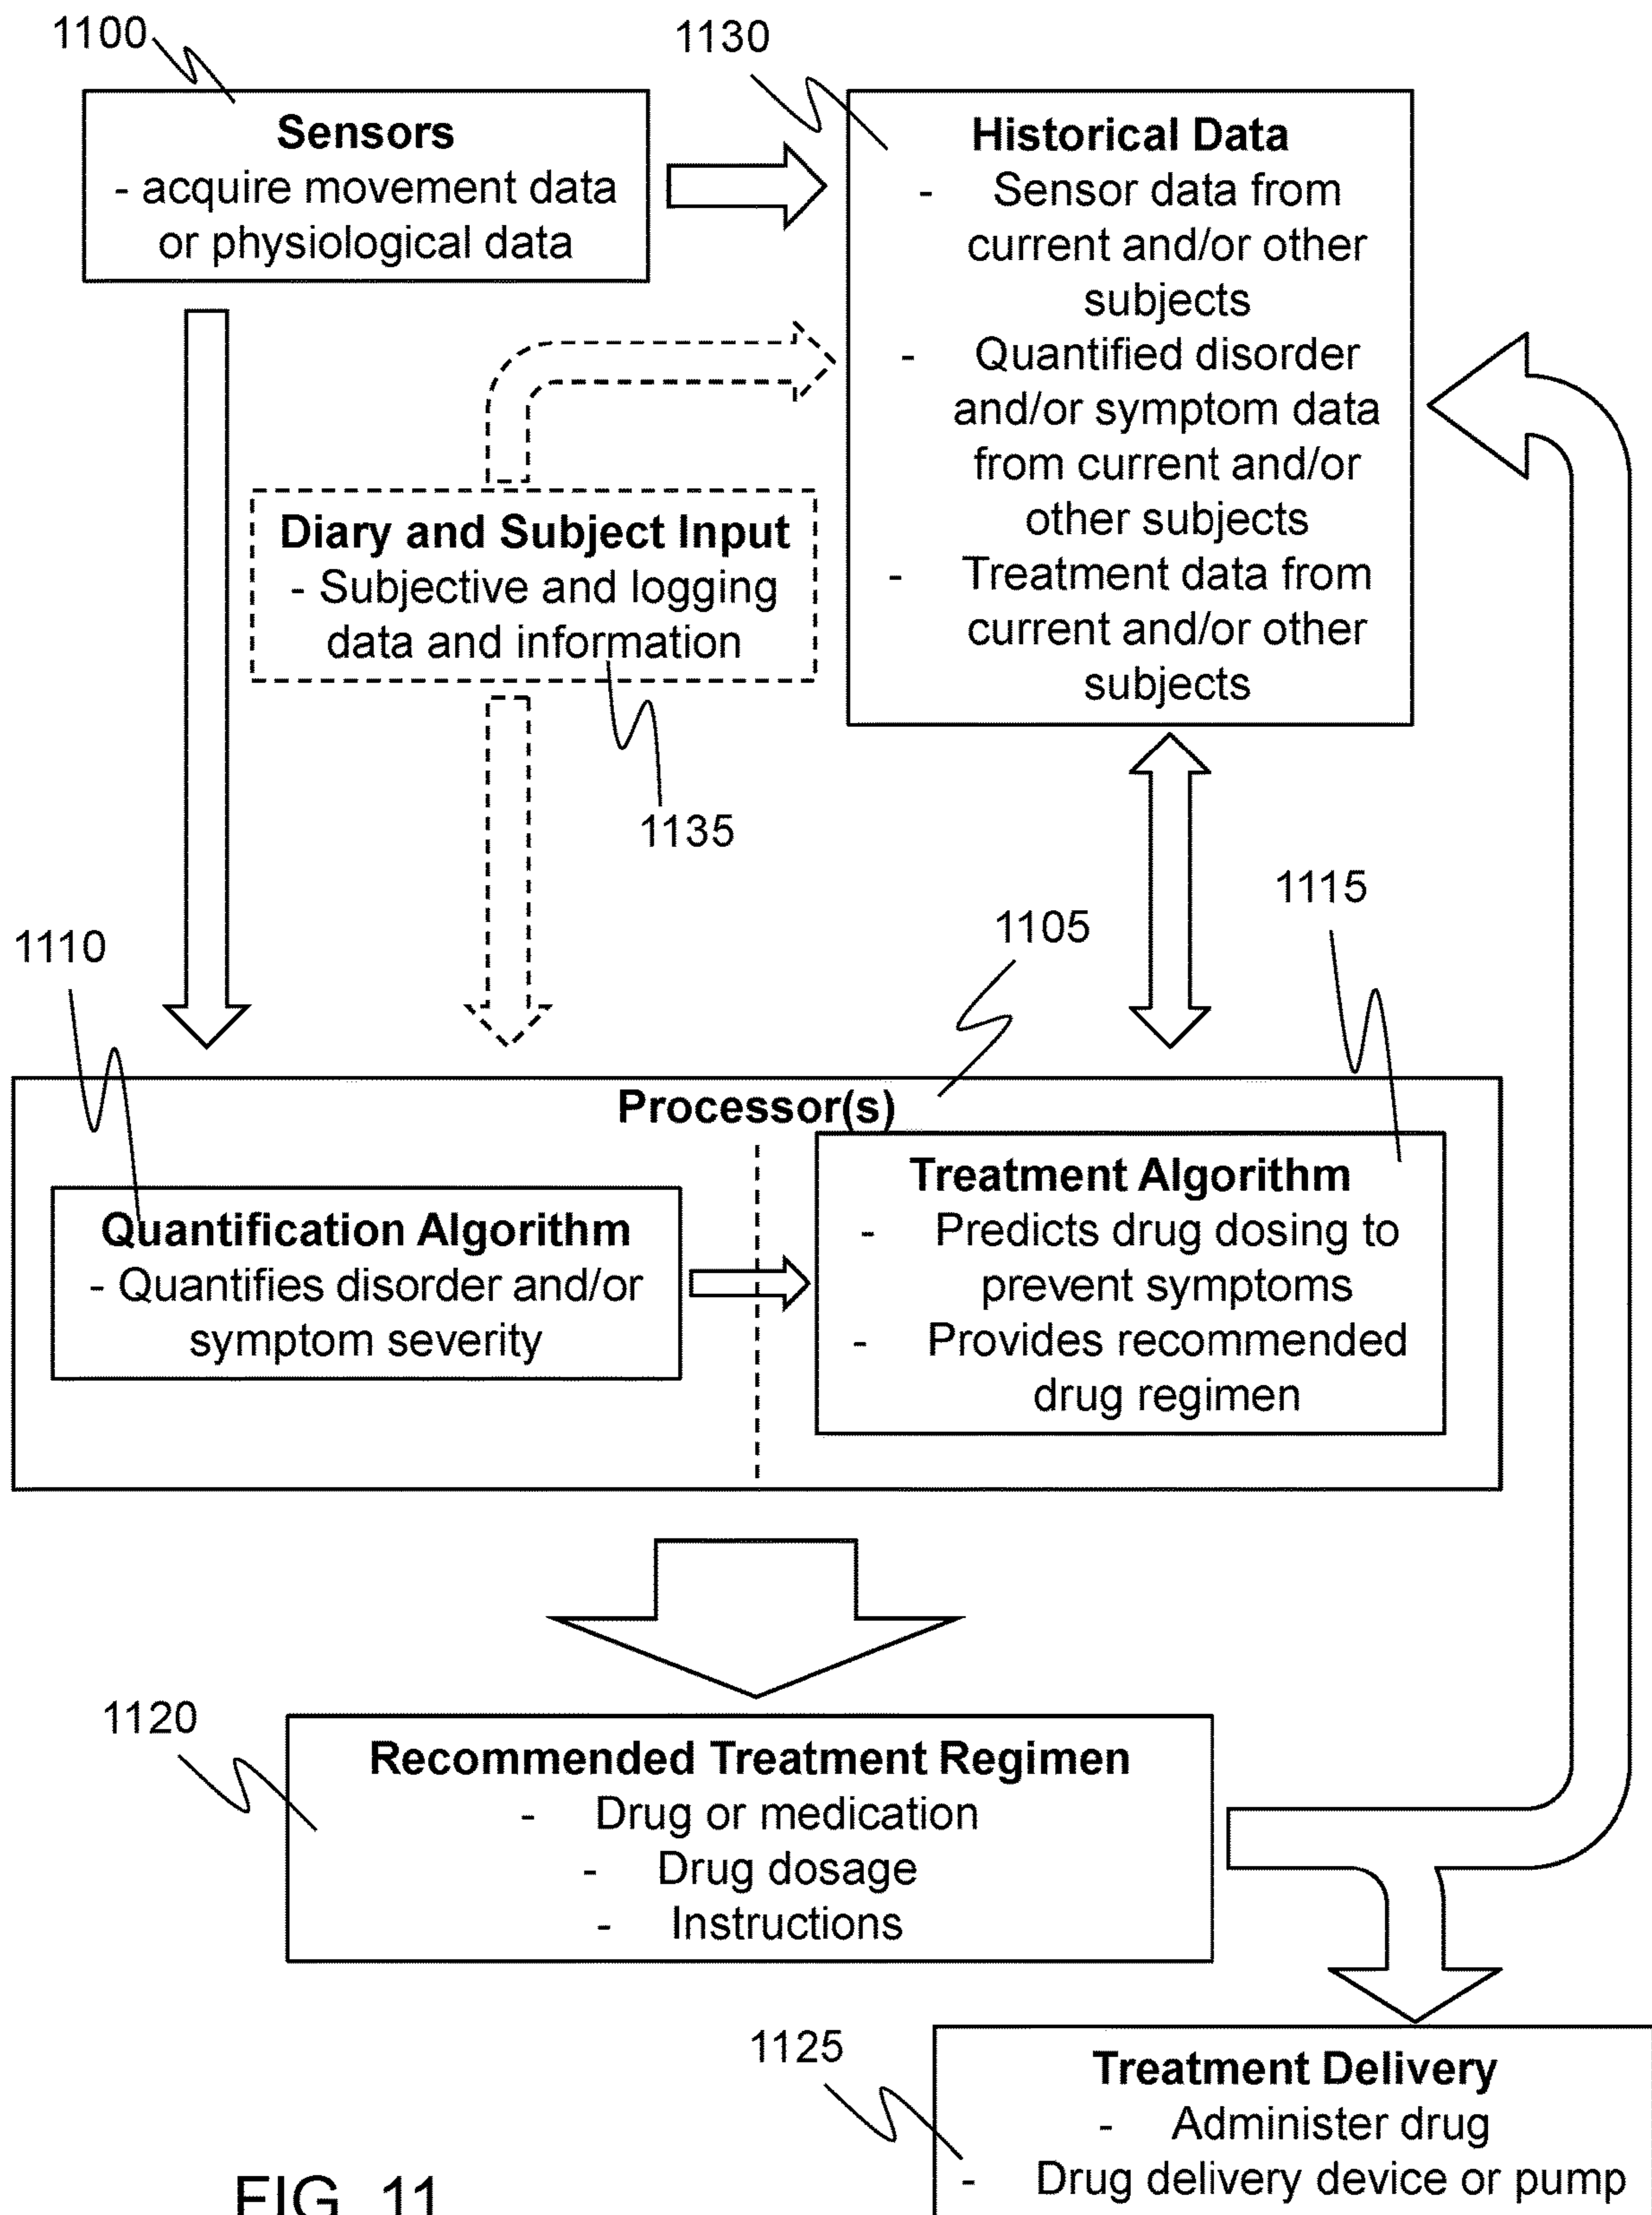 1100
1130
Sensors
- acquire movement data
or physiological data
Historical Data
- Sensor data from
current and/or other
subjects
- Quantified disorder
and/or symptom data
from current and/or
other subjects
- Treatment data from
current and/or other
subjects
Diary and Subject Input
- Subjective and logging
data and information
1135
1115
1105
1110
Processor(s)
Quantification Algorithm
- Quantifies disorder and/or
symptom severity
Treatment Algorithm
- Predicts drug dosing to
prevent symptoms
- Provides recommended
drug regimen
1120
Recommended Treatment Regimen
- Drug or medication
- Drug dosage
- Instructions
1125
Treatment Delivery
- Administer drug
- Drug delivery device or pump
FIG. 11